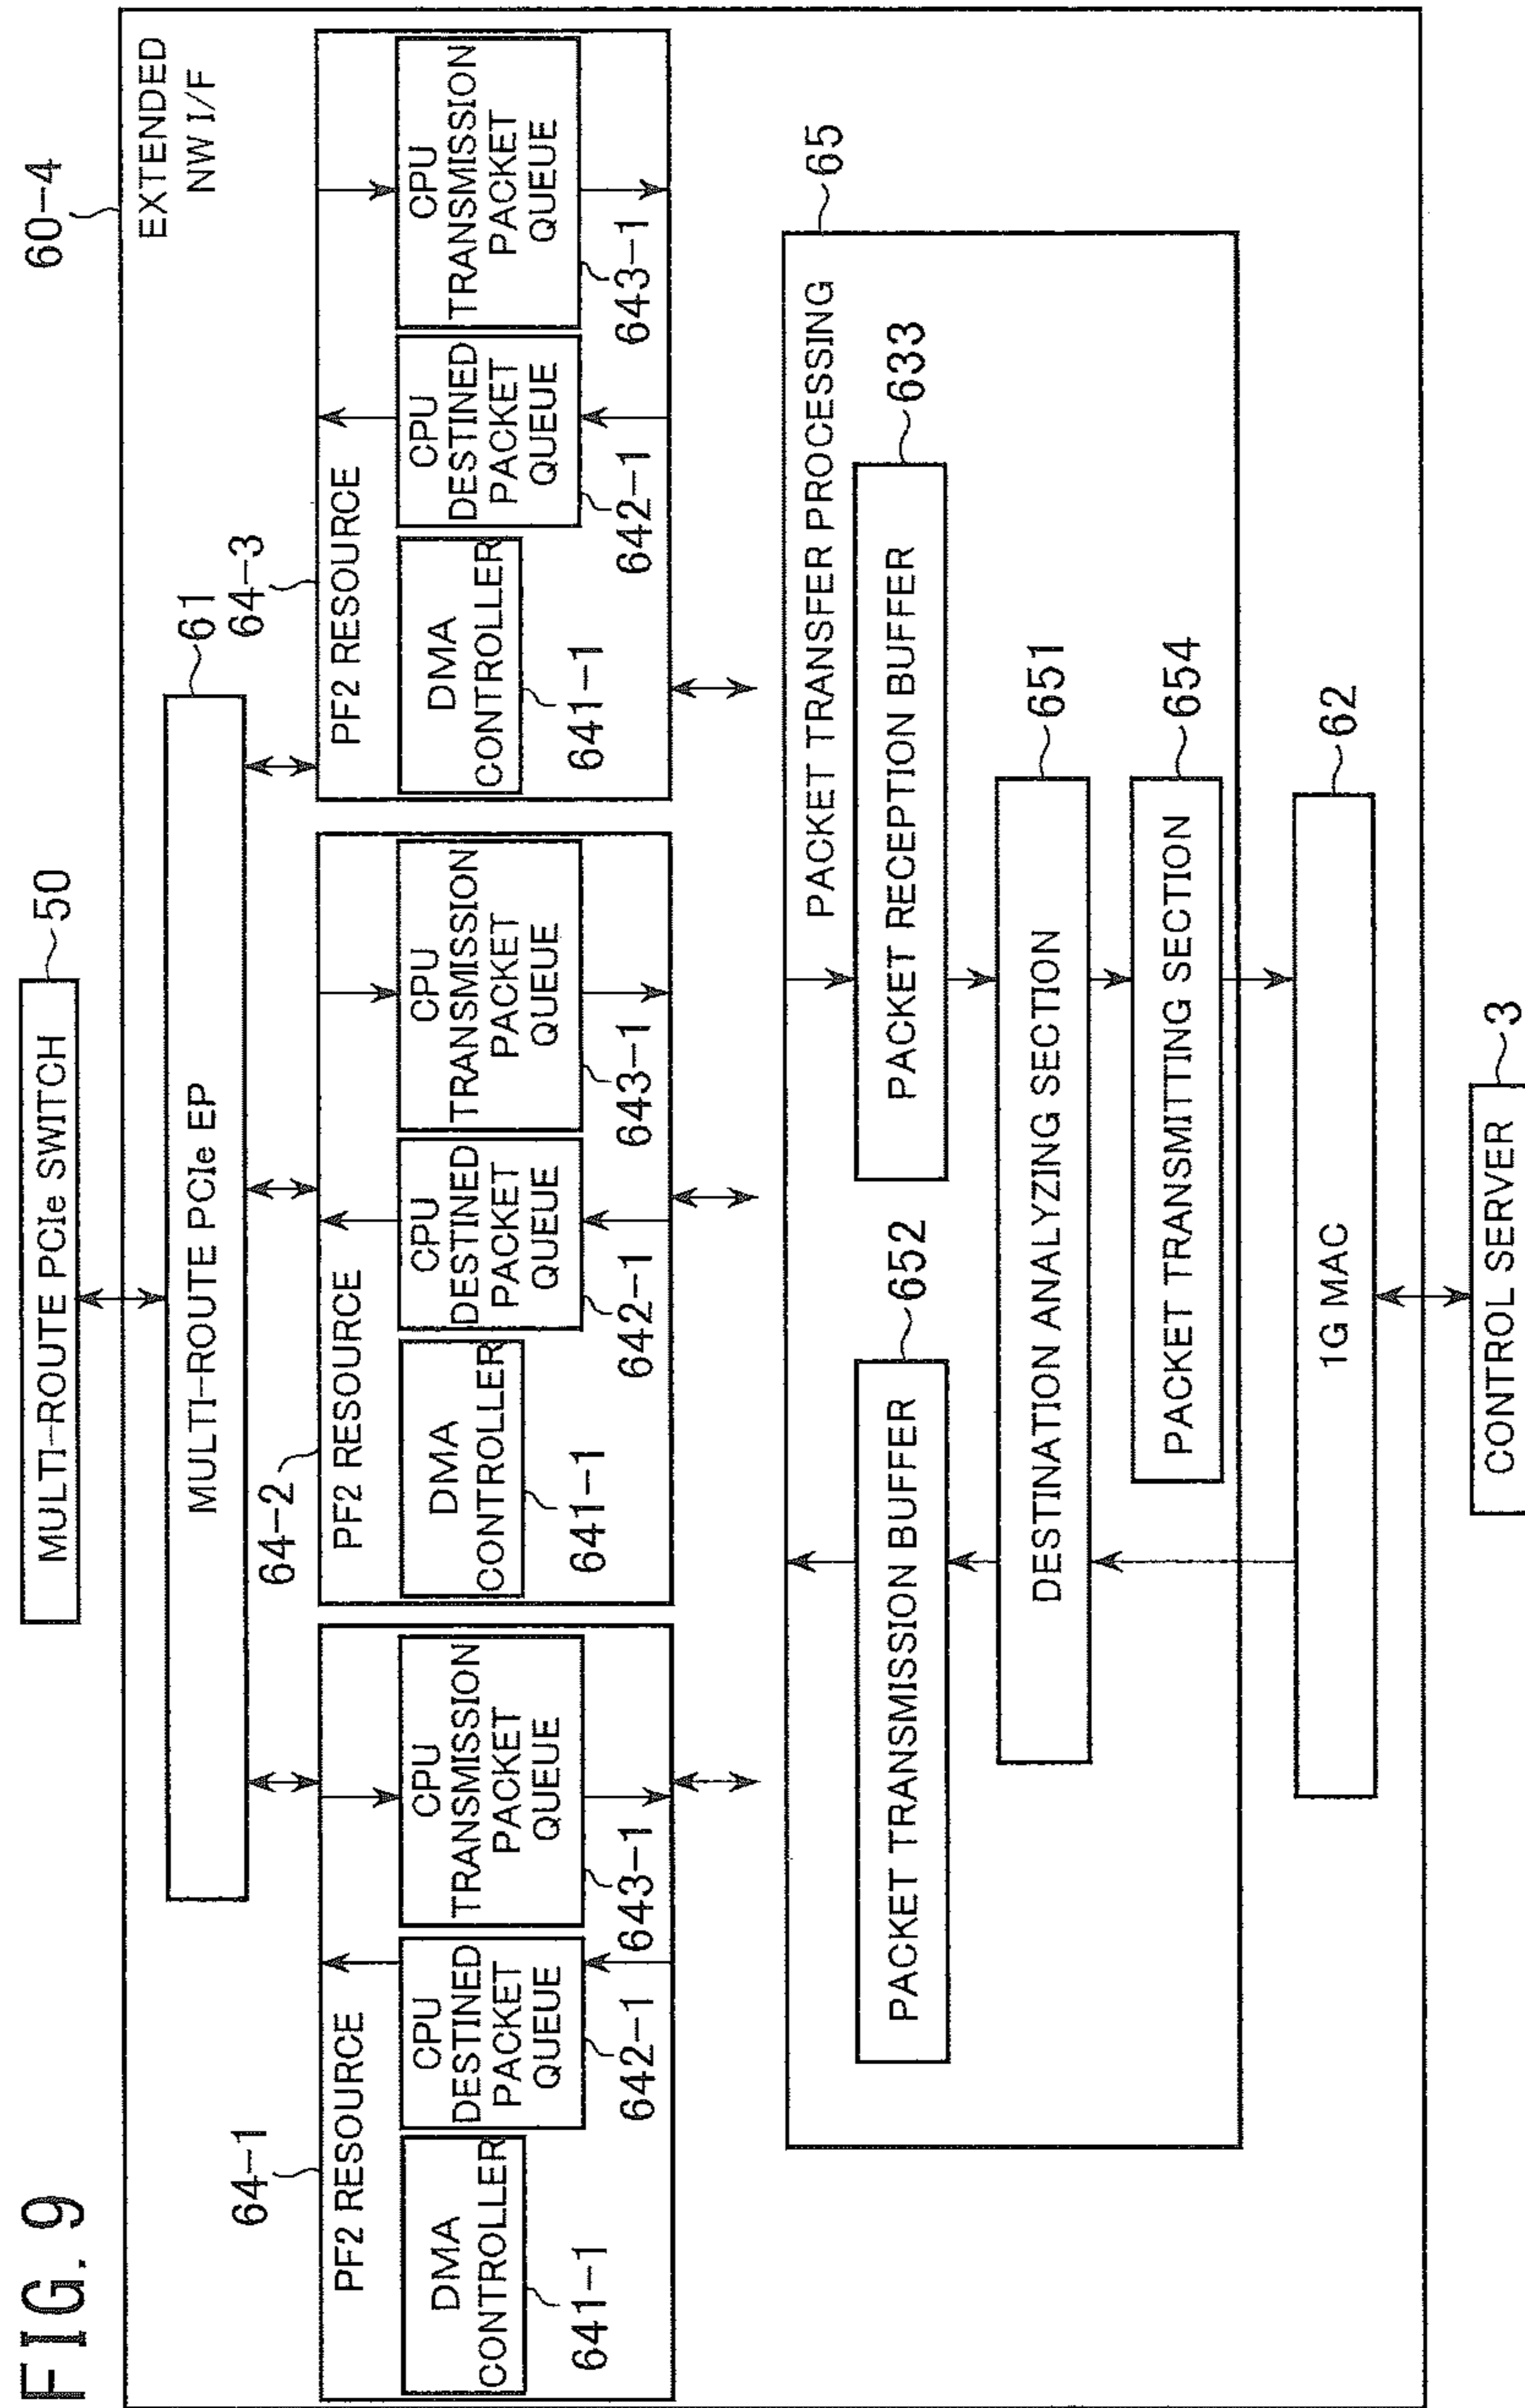 FIG. 9
MULTI-ROUTE PCIe SWITCH
50
60-4
EXTENDED
NW I/F
MULTI-ROUTE PCIe EP
61
64-1
PF2 RESOURCE
DMA
CONTROLLER
641-1
CPU
DESTINED
PACKET
QUEUE
642-1
CPU
TRANSMISSION
PACKET
QUEUE
643-1
64-2
PF2 RESOURCE
DMA
CONTROLLER
641-1
CPU
DESTINED
PACKET
QUEUE
642-1
CPU
TRANSMISSION
PACKET
QUEUE
643-1
64-3
PF2 RESOURCE
DMA
CONTROLLER
641-1
CPU
DESTINED
PACKET
QUEUE
642-1
CPU
TRANSMISSION
PACKET
QUEUE
643-1
PACKET TRANSFER PROCESSING
65
PACKET TRANSMISSION BUFFER
652
PACKET RECEPTION BUFFER
633
DESTINATION ANALYZING SECTION
651
PACKET TRANSMITTING SECTION
654
1G MAC
62
CONTROL SERVER
3